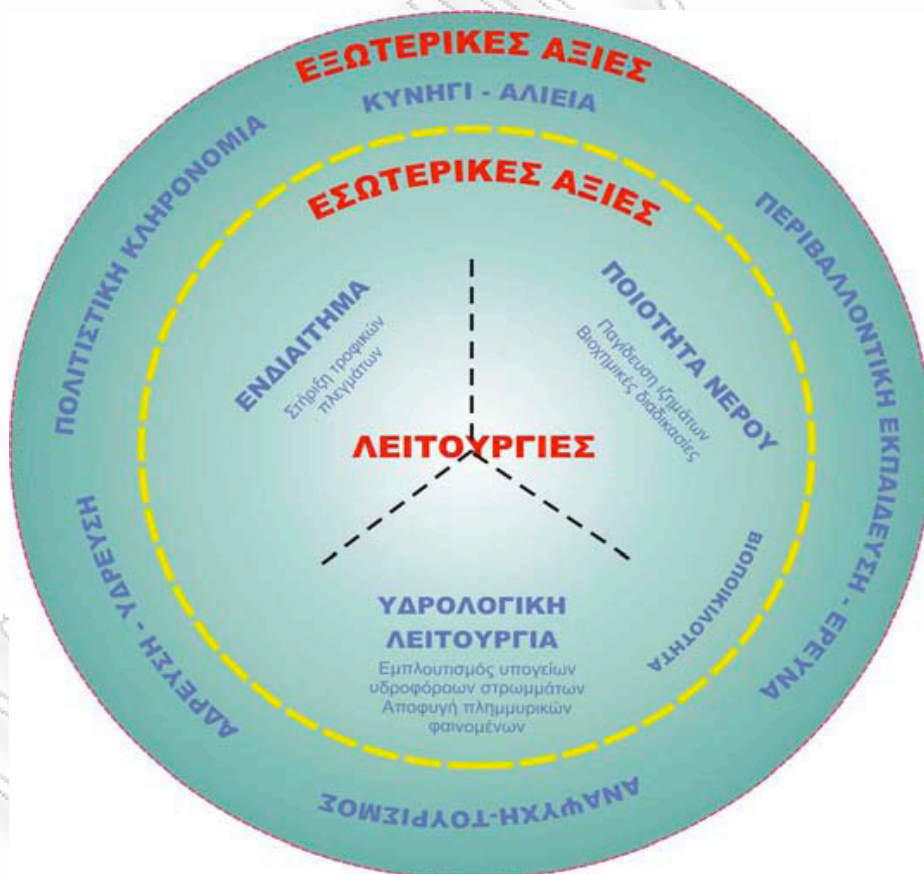 ΕΞΩΤΕΡΙΚΕΣ ΑΞΙΕΣ
ΚΥΝΗΓΙ - ΑΛΙΕΙΑ
ΠΟΛΙΤΙΣΤΙΚΗ ΚΛΗΡΟΝΟΜΙΑ
ΠΕΡΙΒΑΛΛΟΝΤΙΚΗ ΕΚΠΑΙΔΕΥΣΗ - ΕΡΕΥΝΑ
ΕΣΩΤΕΡΙΚΕΣ ΑΞΙΕΣ
ΕΝΔΙΑΙΤΗΜΑ
Στήριξη τροφικών
πλεγμάτων
ΠΟΙΟΤΗΤΑ ΝΕΡΟΥ
Παγίδευση ιζημάτων
Βιοχημικές διαδικασίες
ΛΕΙΤΟΥΡΓΙΕΣ
ΥΔΡΟΛΟΓΙΚΗ
ΛΕΙΤΟΥΡΓΙΑ
Εμπλουτισμός υπογείων
υδροφόρων στρωμμάτων
Αποφυγή πλημμυρικών
φαινομένων
ΒΙΟΠΟΙΚΙΛΟΤΗΤΑ
ΑΔΡΕΥΣΗ - ΥΔΡΕΥΣΗ
ΑΝΑΨΥΧΗ-ΤΟΥΡΙΣΜΟΣ